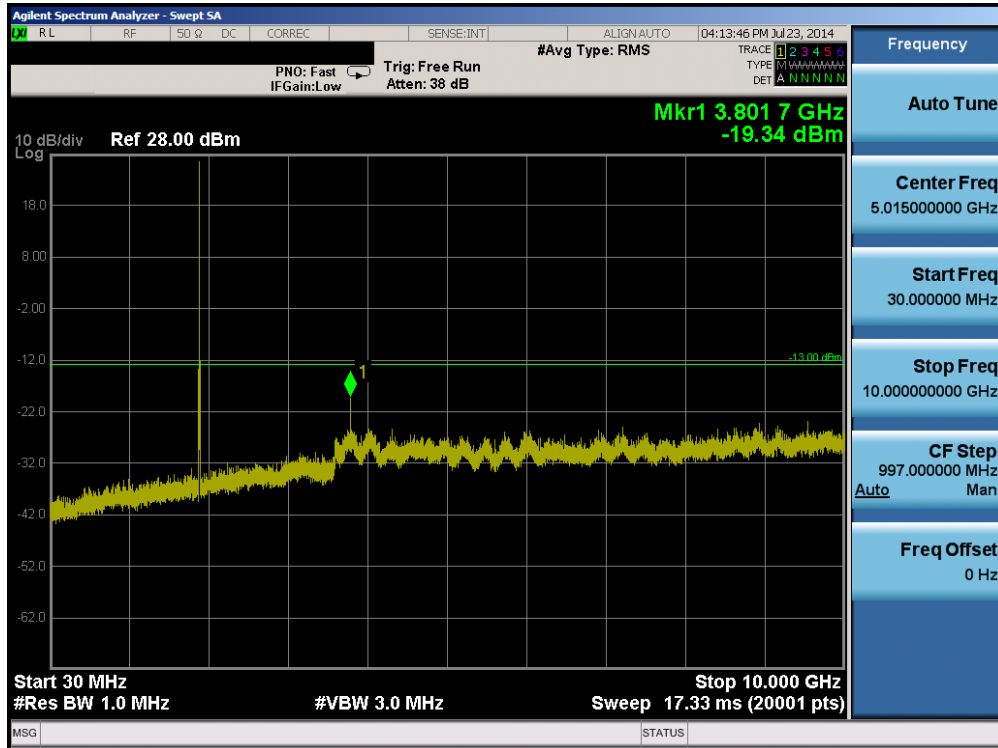 Agilent Spectrum Analyzer - Swept SA
LXI RL RF 50 Ω DC CORREC SENSE:INT ALIGN AUTO 04:13:46 PM Jul 23, 2014
#Avg Type: RMS
TRACE 1 2 3 4 5 6
PNO: Fast Trig: Free Run
TYPE M WWWWW
IFGain:Low Atten: 38 dB
DET A N N N N N
Mkr1 3.801 7 GHz
10 dB/div Ref 28.00 dBm -19.34 dBm
Log
18.0
8.00
-2.00
-12.0
-13.00 dBm
1
-22.0
-32.0
-42.0
-52.0
-62.0
Start 30 MHz Stop 10.000 GHz
#Res BW 1.0 MHz #VBW 3.0 MHz Sweep 17.33 ms (20001 pts)
MSG STATUS
Frequency
Auto Tune
Center Freq
5.015000000 GHz
Start Freq
30.000000 MHz
Stop Freq
10.000000000 GHz
CF Step
997.000000 MHz
Auto Man
Freq Offset
0 Hz